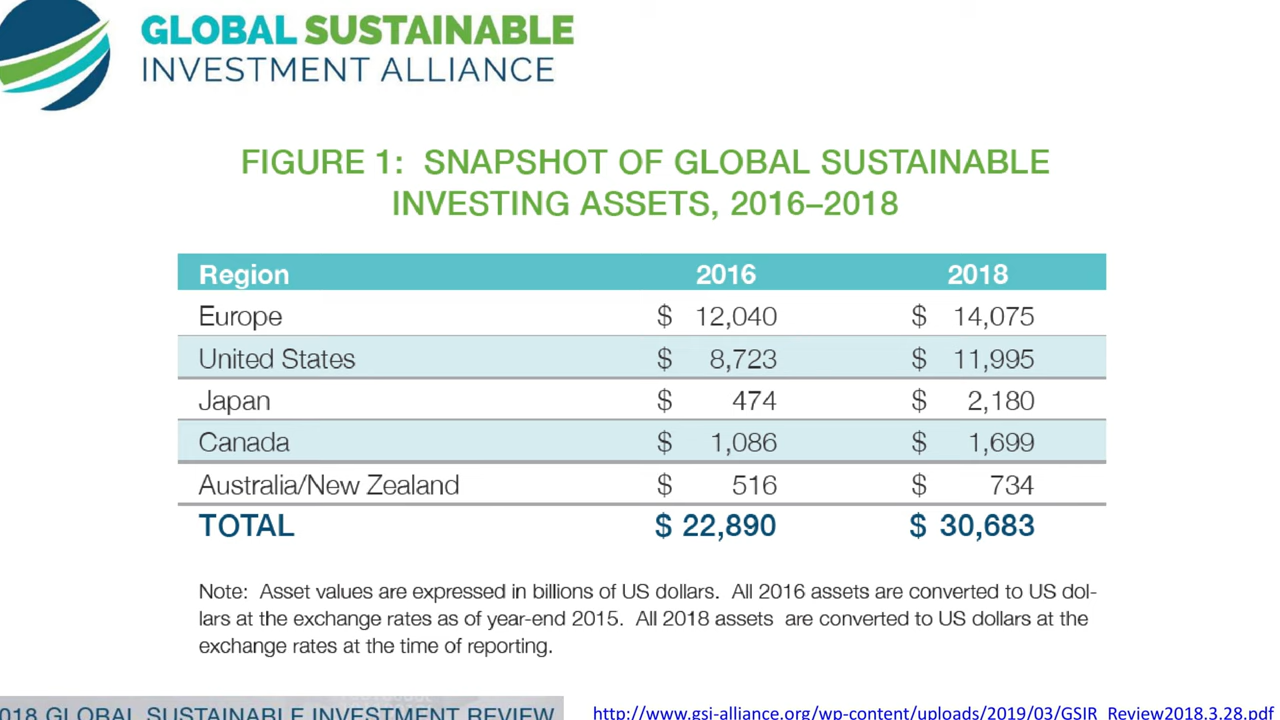 GLOBAL SUSTAINABLE
INVESTMENT ALLIANCE
FIGURE 1: SNAPSHOT OF GLOBAL SUSTAINABLE
INVESTING ASSETS, 2016–2018
Region 2016 2018
Europe $ 12,040 $ 14,075
United States $ 8,723 $ 11,995
Japan $ 474 $ 2,180
Canada $ 1,086 $ 1,699
Australia/New Zealand $ 516 $ 734
TOTAL $ 22,890 $ 30,683
Note: Asset values are expressed in billions of US dollars. All 2016 assets are converted to US dol-
lars at the exchange rates as of year-end 2015. All 2018 assets are converted to US dollars at the
exchange rates at the time of reporting.
018 GLOBAL SUSTAINABLE INVESTMENT REVIEW
http://www.gsi-alliance.org/wp-content/uploads/2019/03/GSIR_Review2018.3.28.pdf